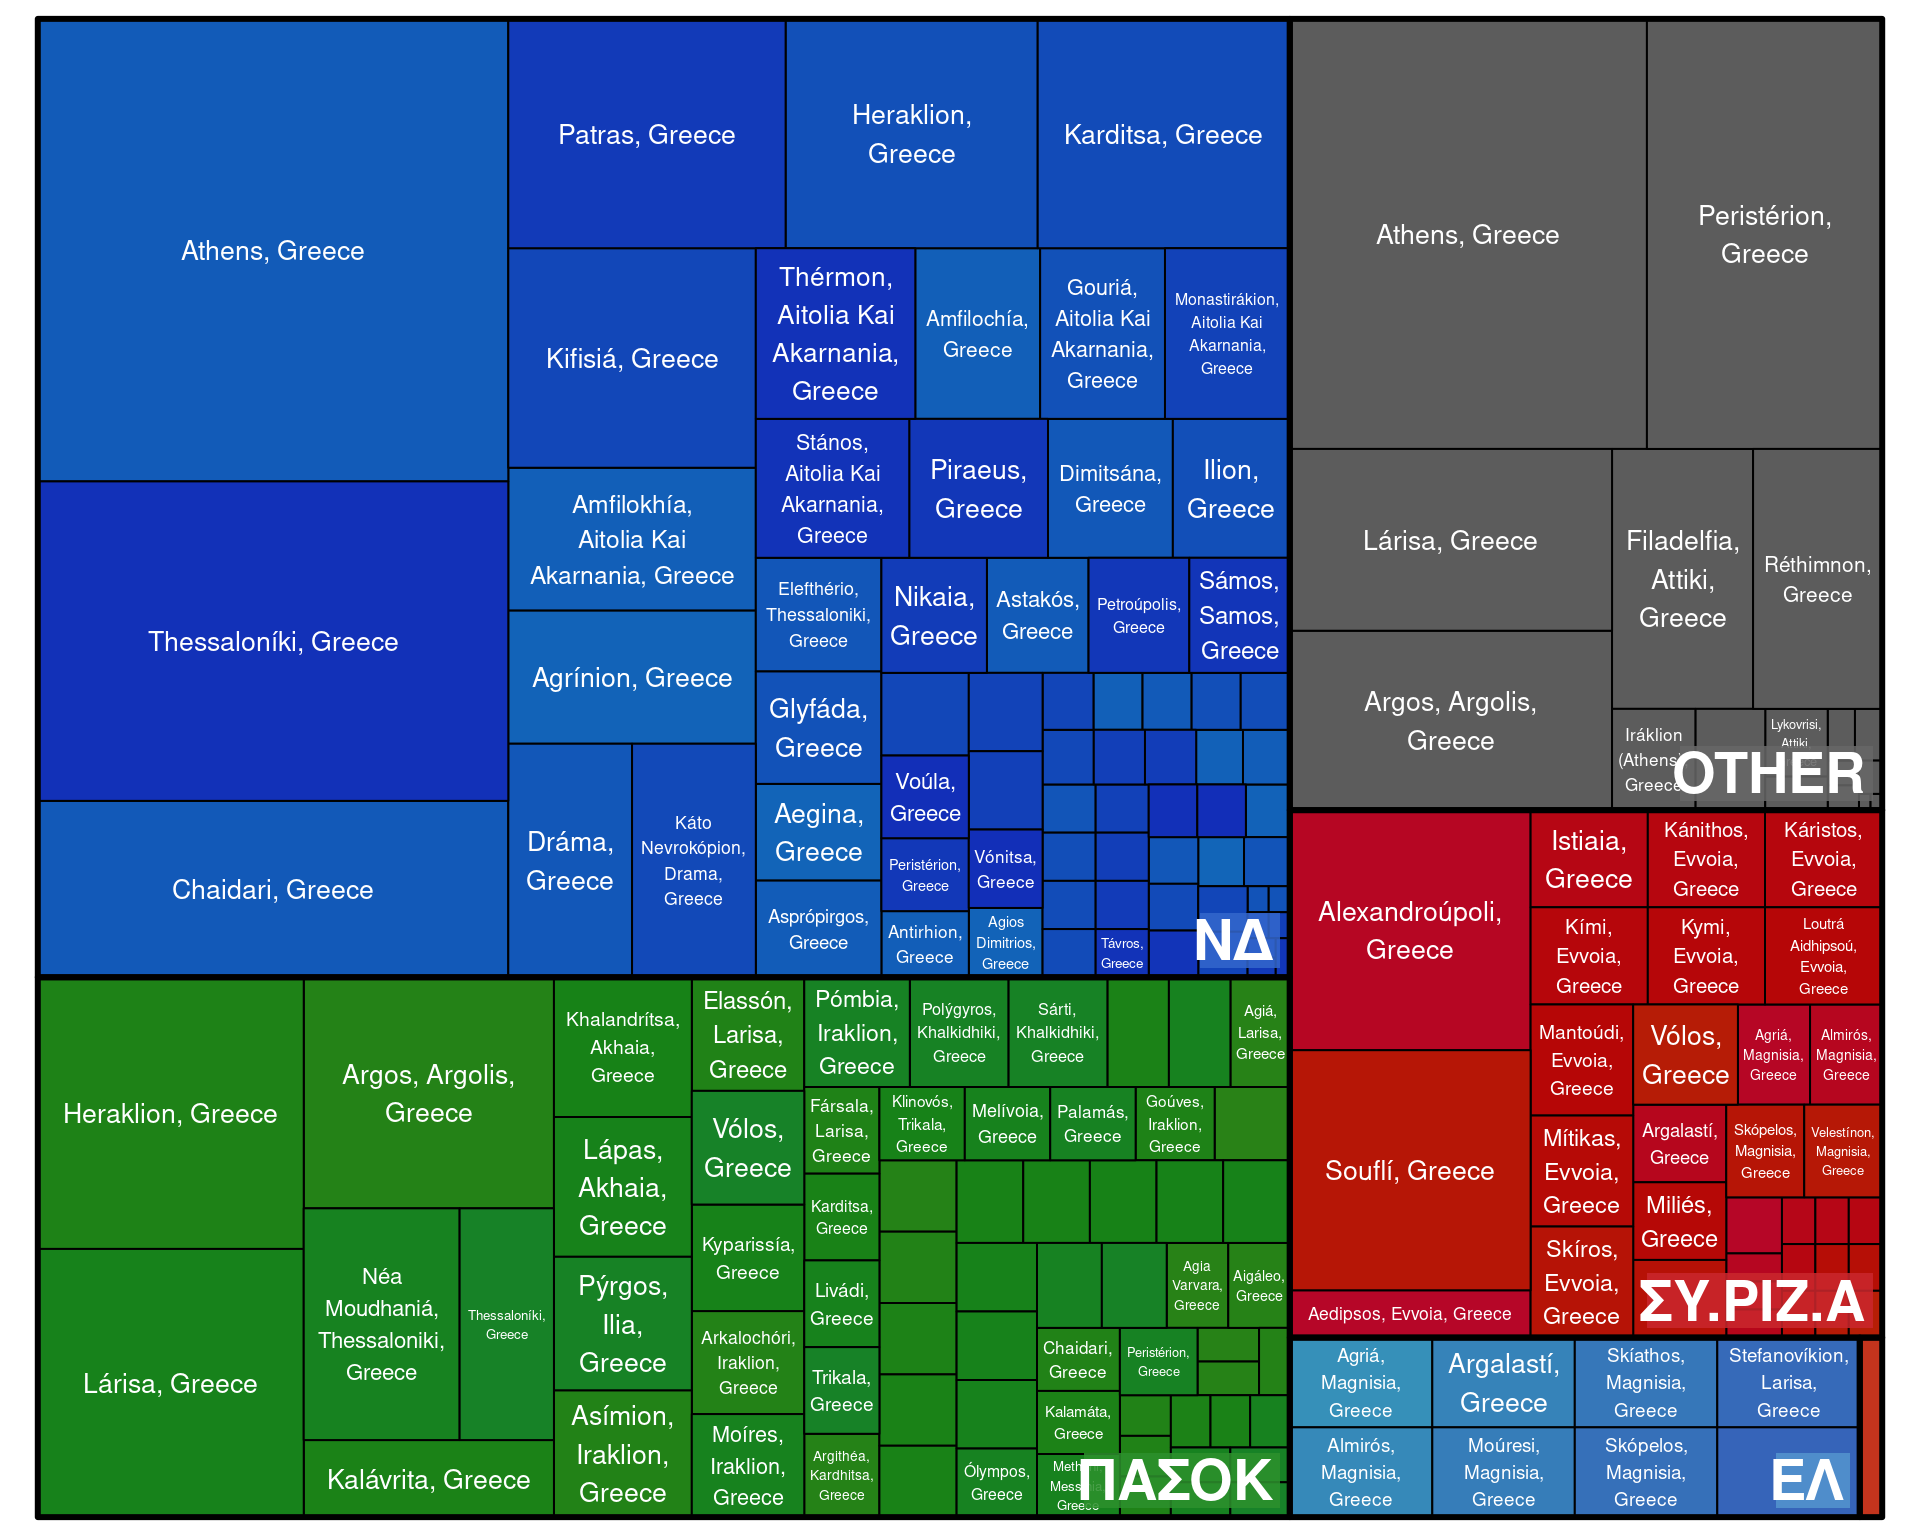 Athens, Greece
Thessaloníki, Greece
Chaidari, Greece
Patras, Greece
Heraklion,
Greece
Karditsa, Greece
Kifisiá, Greece
Amfilokhía,
Aitolia Kai
Akarnania, Greece
Agrínion, Greece
Dráma,
Greece
Káto
Nevrokópion,
Drama,
Greece
Thérmon,
Aitolia Kai
Akarnania,
Greece
Amfilochía,
Greece
Gouriá,
Aitolia Kai
Akarnania,
Greece
Monastirákion,
Aitolia Kai
Akarnania,
Greece
Stános,
Aitolia Kai
Akarnania,
Greece
Piraeus,
Greece
Dimitsána,
Greece
Ilion,
Greece
Elefthério,
Thessaloniki,
Greece
Nikaia,
Greece
Astakós,
Greece
Petroúpolis,
Greece
Sámos,
Samos,
Greece
Glyfáda,
Greece
Aegina,
Greece
Asprópirgos,
Greece
Voúla,
Greece
Peristérion,
Greece
Antirhion,
Greece
Vónitsa,
Greece
Agios
Dimitrios,
Greece
Távros,
Greece
ΝΔ
Athens, Greece
Peristérion,
Greece
Lárisa, Greece
Argos, Argolis,
Greece
Filadelfia,
Attiki,
Greece
Réthimnon,
Greece
Iráklion
(Athens),
Greece
Lykovrisi,
Attiki,
OTHER
Heraklion, Greece
Lárisa, Greece
Argos, Argolis,
Greece
Néa
Moudhaniá,
Thessaloniki,
Greece
Thessaloníki,
Greece
Kalávrita, Greece
Khalandrítsa,
Akhaia,
Greece
Lápas,
Akhaia,
Greece
Pýrgos,
Ilia,
Greece
Asímion,
Iraklion,
Greece
Elassón,
Larisa,
Greece
Vólos,
Greece
Kyparissía,
Greece
Arkalochóri,
Iraklion,
Greece
Moíres,
Iraklion,
Greece
Pómbia,
Iraklion,
Greece
Polýgyros,
Khalkidhiki,
Greece
Sárti,
Khalkidhiki,
Greece
Agiá,
Larisa,
Greece
Fársala,
Larisa,
Greece
Klinovós,
Trikala,
Greece
Melívoia,
Greece
Palamás,
Greece
Goúves,
Iraklion,
Greece
Karditsa,
Greece
Livádi,
Greece
Trikala,
Greece
Argithéa,
Kardhitsa,
Greece
Agia
Varvara,
Greece
Aigáleo,
Greece
Chaidari,
Greece
Peristérion,
Greece
Kalamáta,
Greece
Ólympos,
Greece
Greece
ΠΑΣΟΚ
Alexandroúpoli,
Greece
Souflí, Greece
Aedipsos, Evvoia, Greece
Istiaia,
Greece
Kánithos,
Evvoia,
Greece
Káristos,
Evvoia,
Greece
Kími,
Evvoia,
Greece
Kymi,
Evvoia,
Greece
Loutrá
Aidhipsoú,
Evvoia,
Greece
Mantoúdi,
Evvoia,
Greece
Vólos,
Greece
Agriá,
Magnisia,
Greece
Almirós,
Magnisia,
Greece
Mítikas,
Evvoia,
Greece
Argalastí,
Greece
Skópelos,
Magnisia,
Greece
Velestínon,
Magnisia,
Greece
Miliés,
Greece
Skíros,
Evvoia,
Greece
ΣΥ.ΡΙΖ.Α
Agriá,
Magnisia,
Greece
Argalastí,
Greece
Skíathos,
Magnisia,
Greece
Stefanovíkion,
Larisa,
Greece
Almirós,
Magnisia,
Greece
Moúresi,
Magnisia,
Greece
Skópelos,
Magnisia,
Greece
ΕΛ